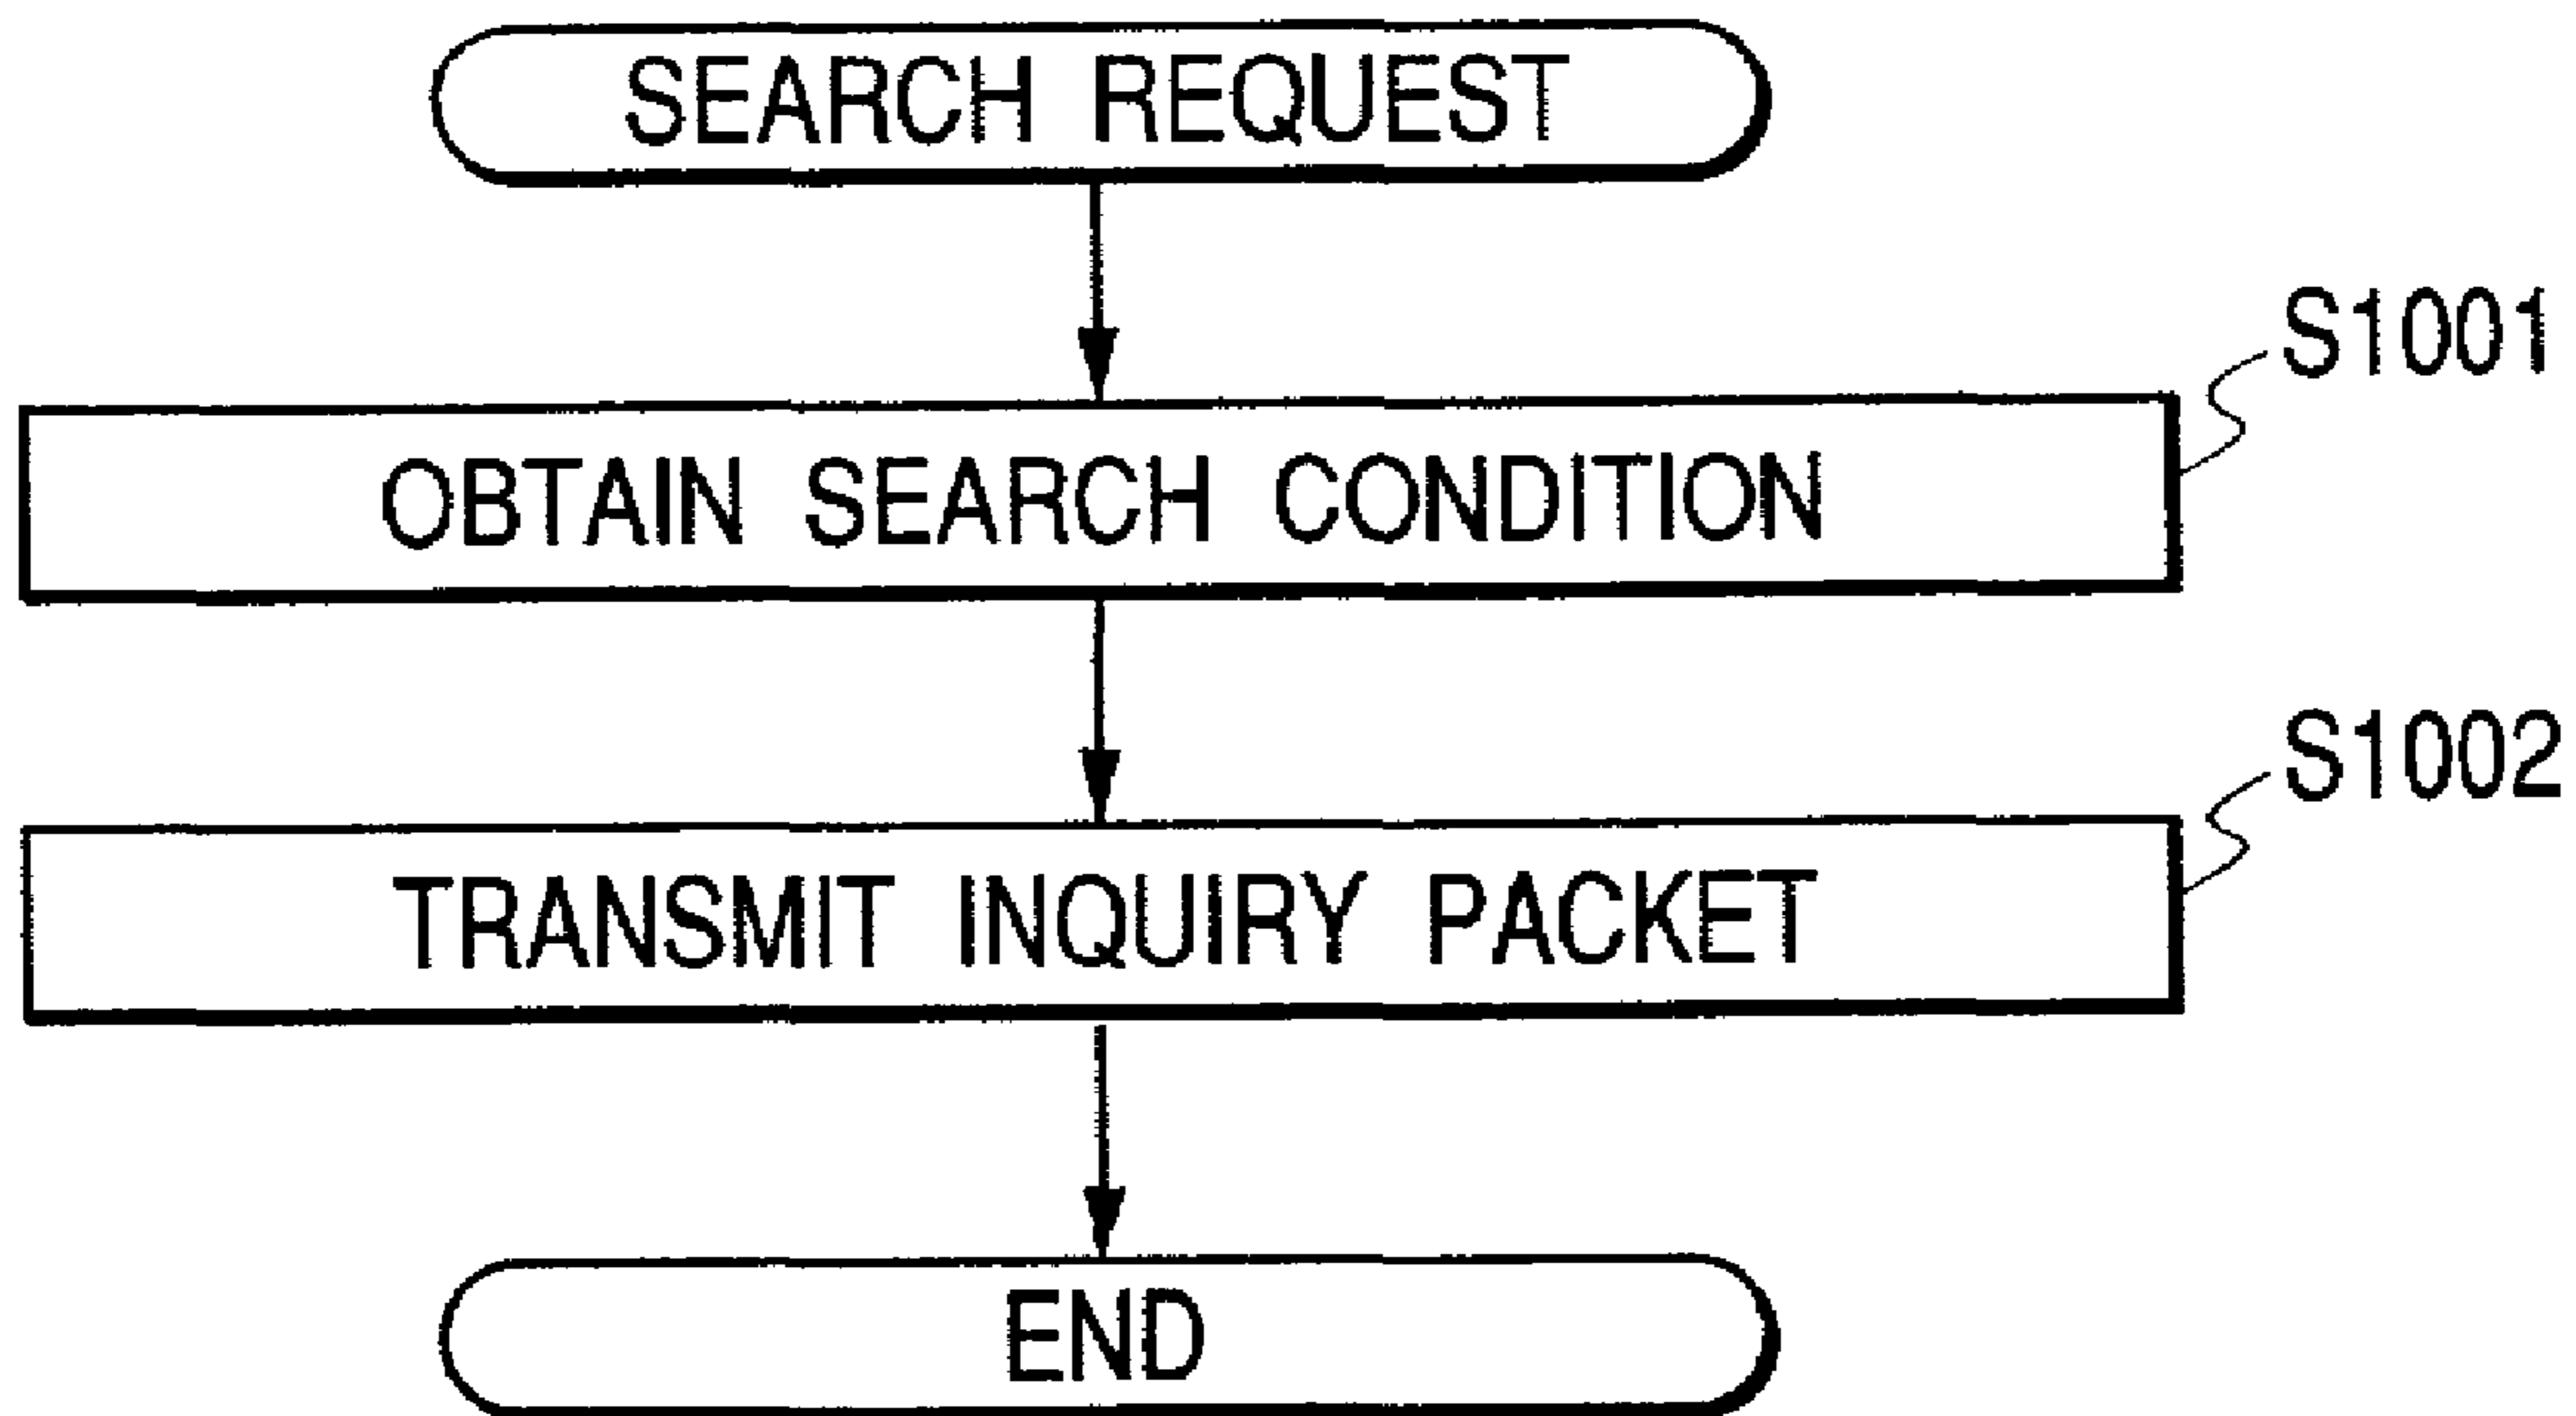 SEARCH REQUEST
S1001
OBTAIN SEARCH CONDITION
S1002
TRANSMIT INQUIRY PACKET
END